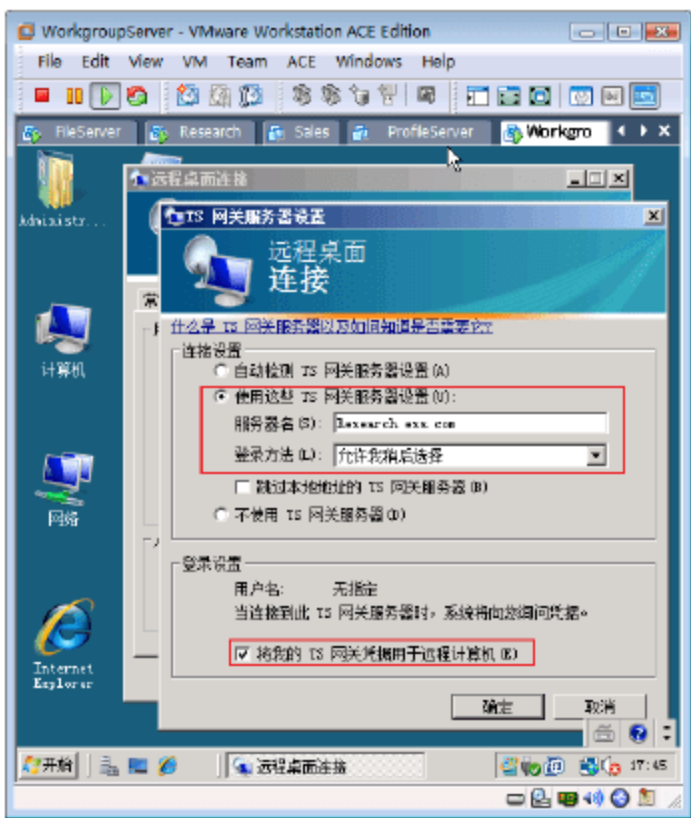 WorkgroupServer - VMware Workstation ACE Edition
File Edit View VM Team ACE Windows Help
FileServer Research Sales ProfileServer Workgro
Administr...
远程桌面连接
TS 网关服务器设置
远程桌面
连接
常
什么是 TS 网关服务器以及如何知道是否需要它?
连接设置
自动检测 TS 网关服务器设置(A)
计算机
使用这些 TS 网关服务器设置(U):
服务器名(S): Research.ess.com
登录方法(L): 允许我稍后选择
跳过本地地址的 TS 网关服务器(B)
网络
不使用 TS 网关服务器(D)
登录设置
用户名: 无指定
当连接到此 TS 网关服务器时，系统将向您询问凭据。
将我的 TS 网关凭据用于远程计算机(E)
Internet
Explorer
确定 取消
开始 远程桌面连接 17:45